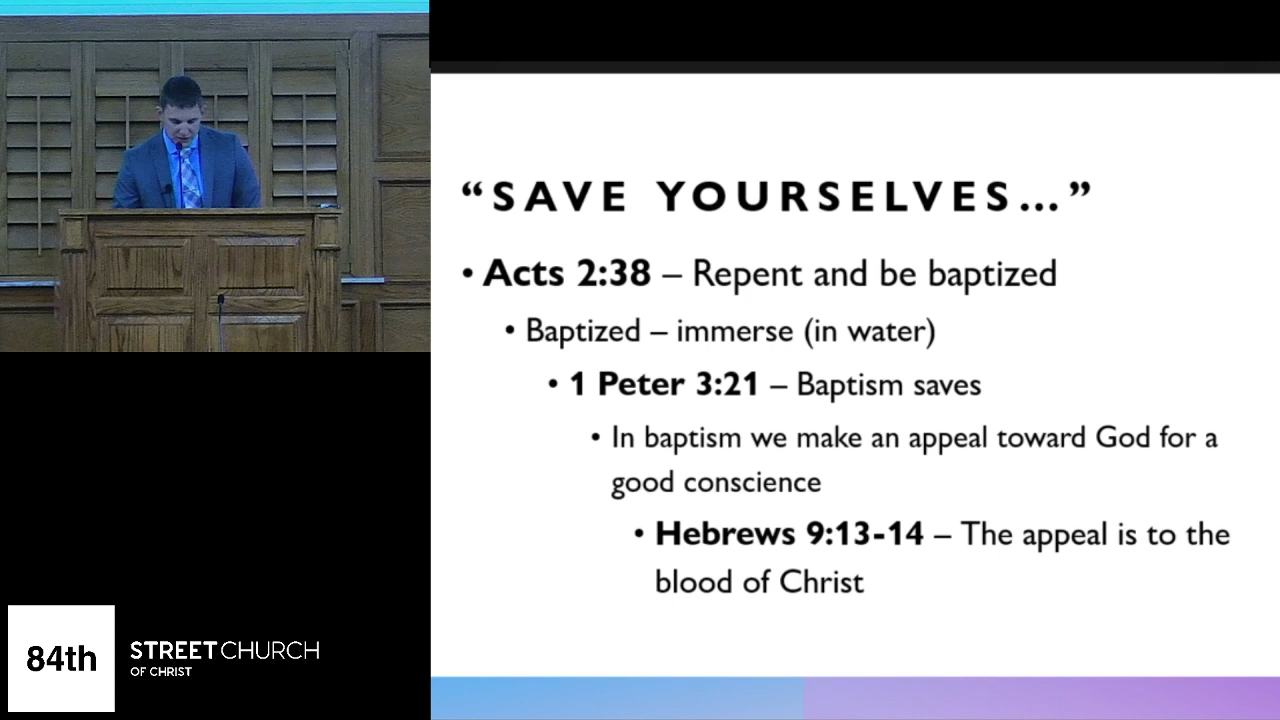 “SAVE YOURSELVES…”
• Acts 2:38 – Repent and be baptized
• Baptized – immerse (in water)
• 1 Peter 3:21 – Baptism saves
• In baptism we make an appeal toward God for a
good conscience
• Hebrews 9:13-14 – The appeal is to the
blood of Christ
84th
STREET CHURCH
OF CHRIST